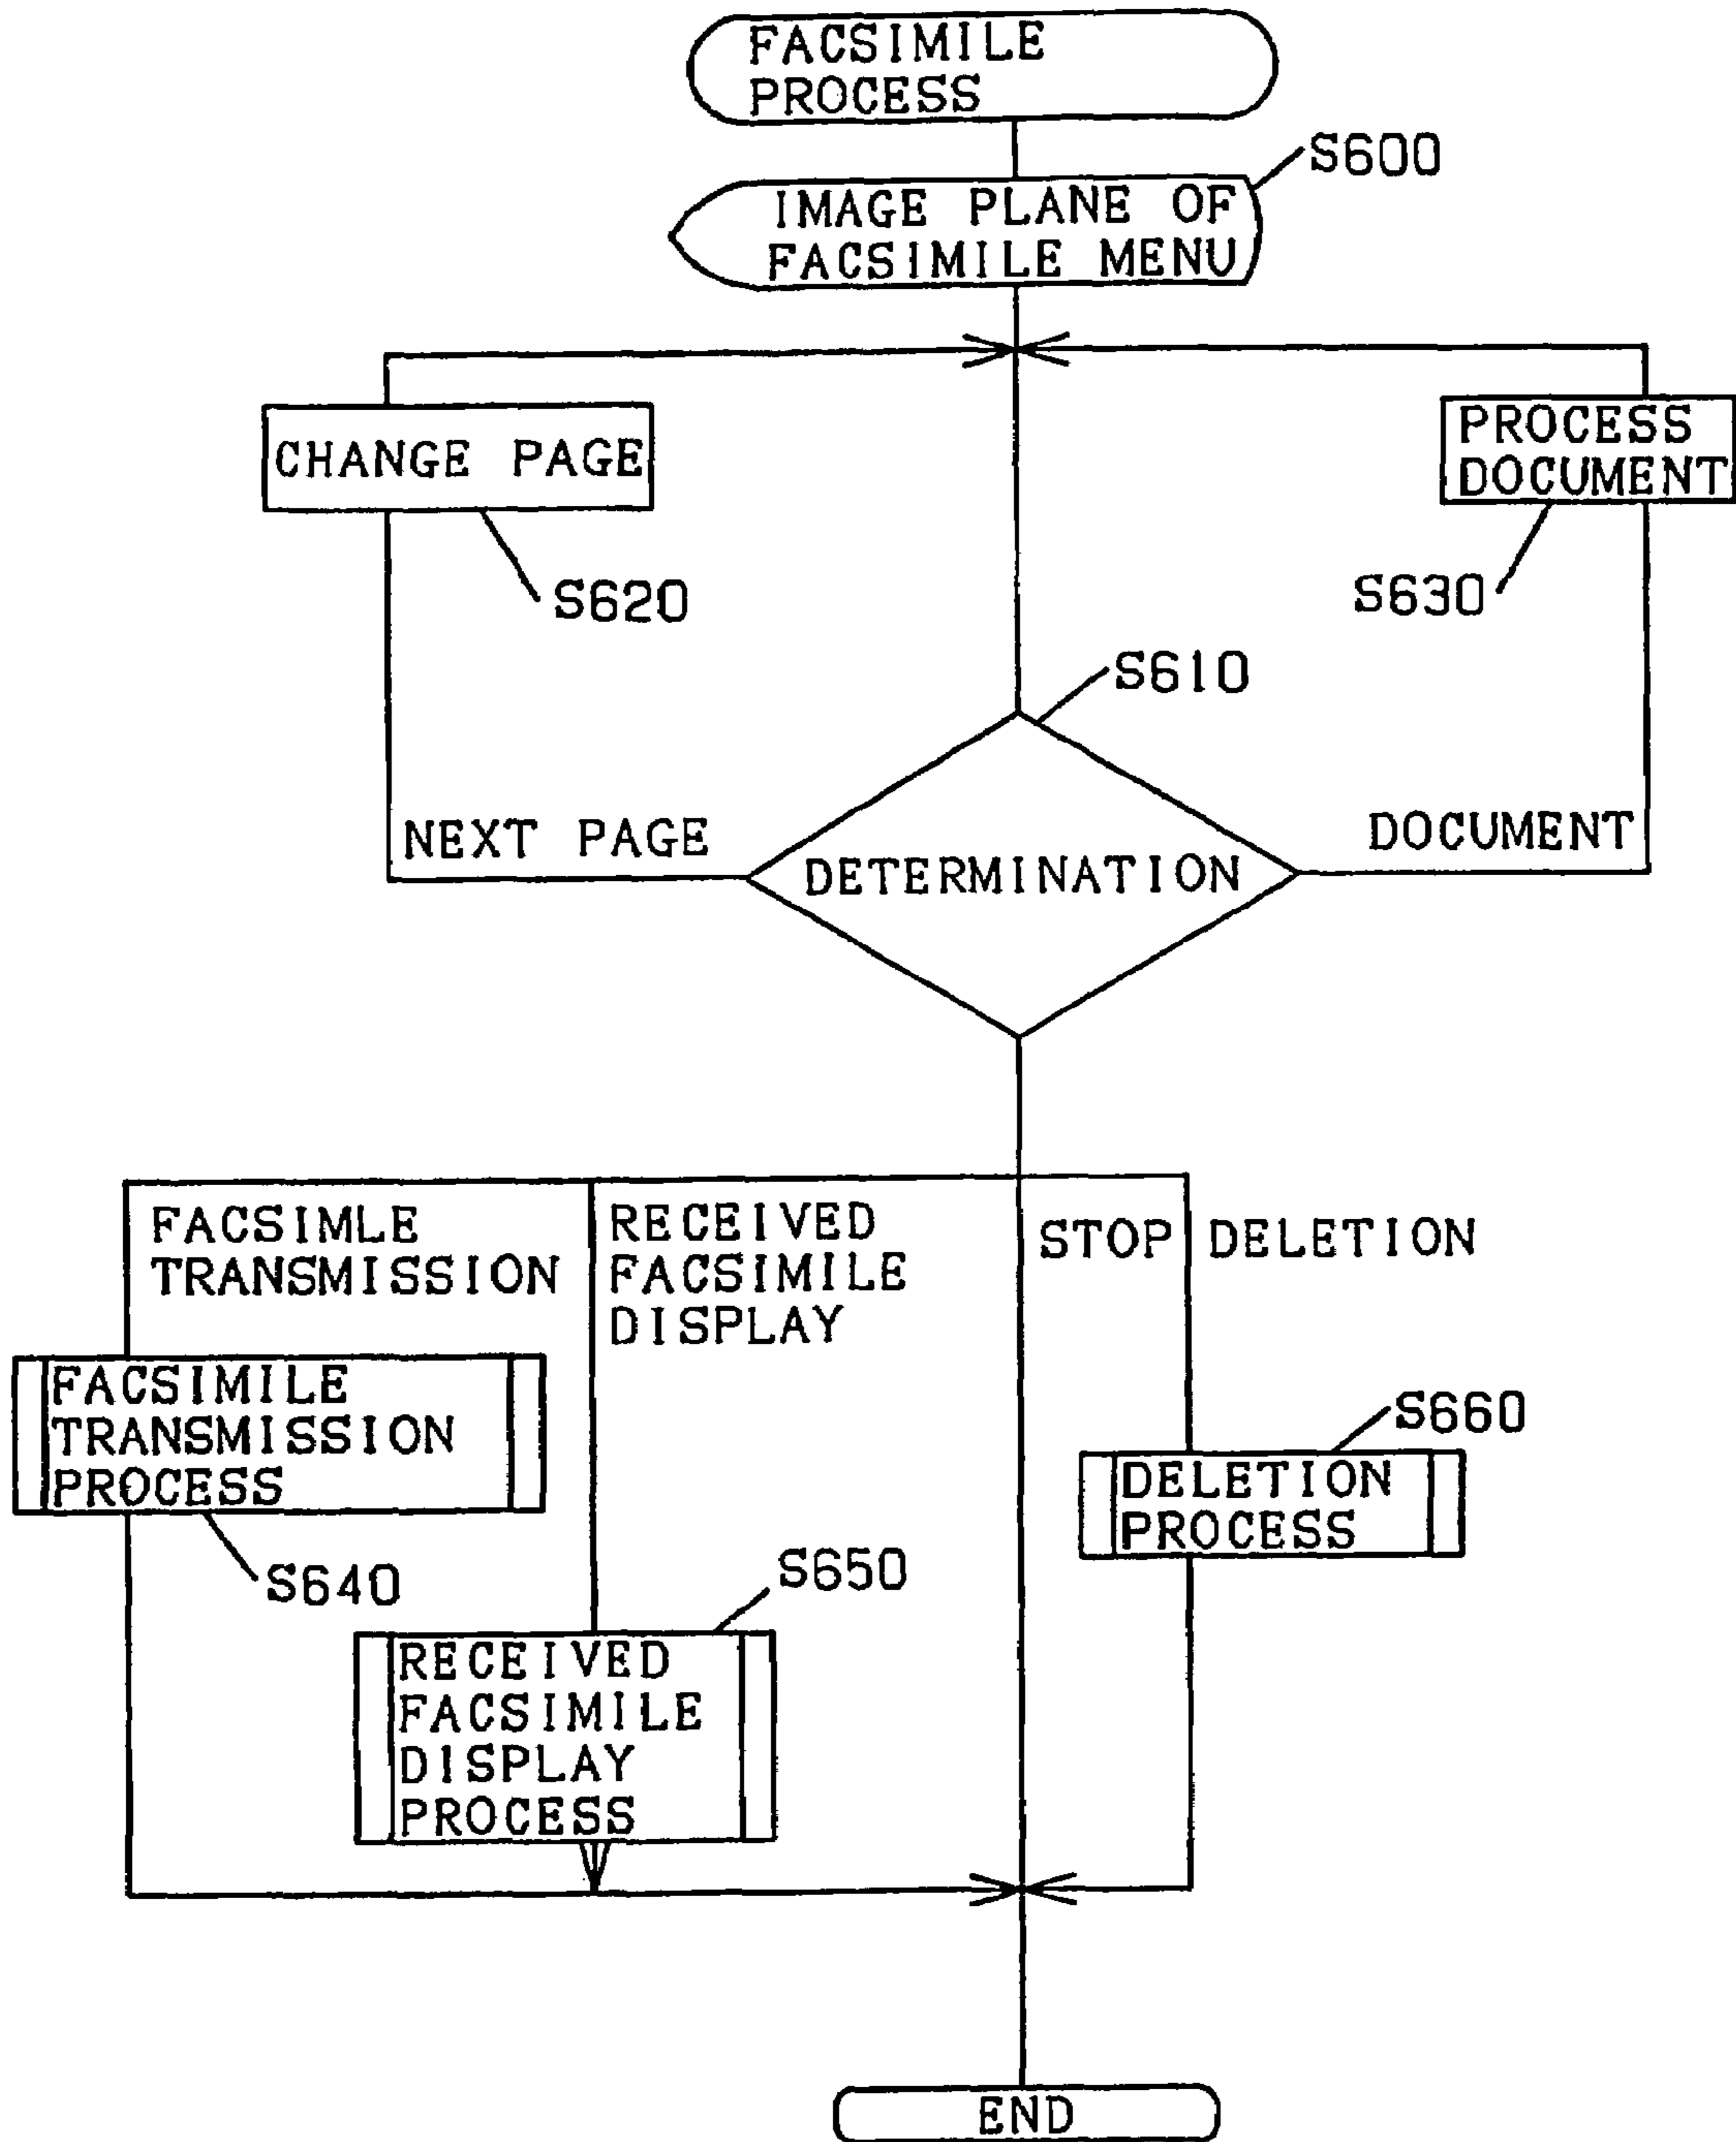 FACSIMILE
PROCESS
S600
IMAGE PLANE OF
FACSIMILE MENU
CHANGE PAGE
S620
PROCESS
DOCUMENT
S630
S610
NEXT PAGE
DETERMINATION
DOCUMENT
FACSIMLE
TRANSMISSION
RECEIVED
FACSIMILE
DISPLAY
STOP
DELETION
FACSIMILE
TRANSMISSION
PROCESS
S640
S660
DELETION
PROCESS
S650
RECEIVED
FACSIMILE
DISPLAY
PROCESS
END